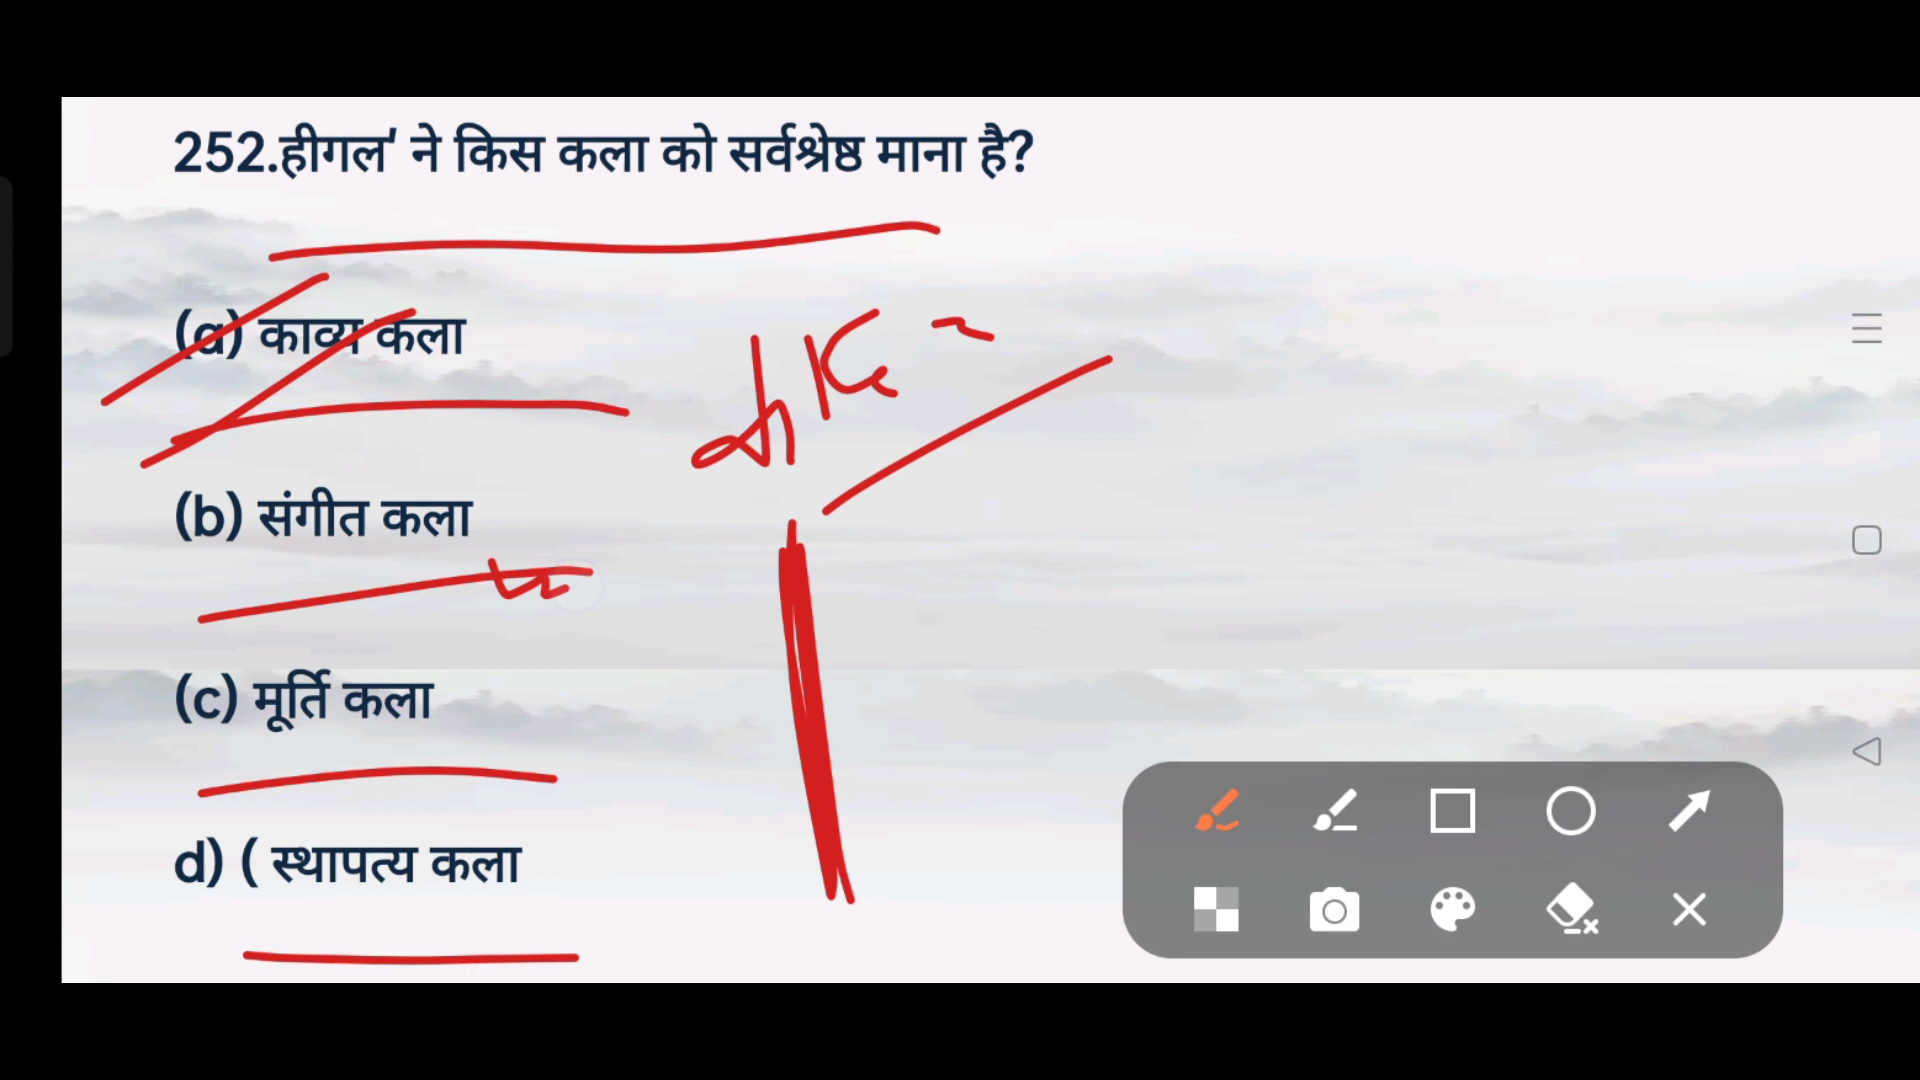 252.हीगल' ने किस कला को सर्वश्रेष्ठ माना है?
(a) काव्य कला
(b) संगीत कला
(c) मूर्ति कला
d) ( स्थापत्य कला